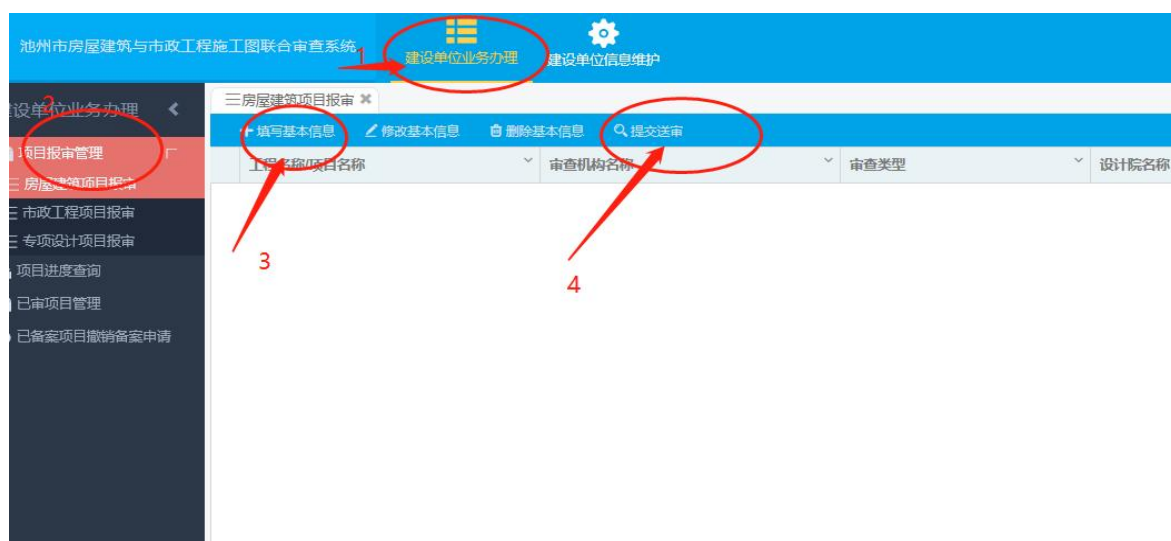 池州市房屋建筑与市政工程施工图联合审查系统
1
建设单位业务办理
建设单位信息维护
设单位业务办理
2
三房屋建筑项目报审
填写基本信息
修改基本信息
删除基本信息
提交送审
项目报审管理
工程名称/项目名称
审查机构名称
审查类型
设计院名称
房屋建筑项目报审
市政工程项目报审
专项设计项目报审
项目进度查询
已审项目管理
已备案项目撤销备案申请
3
4